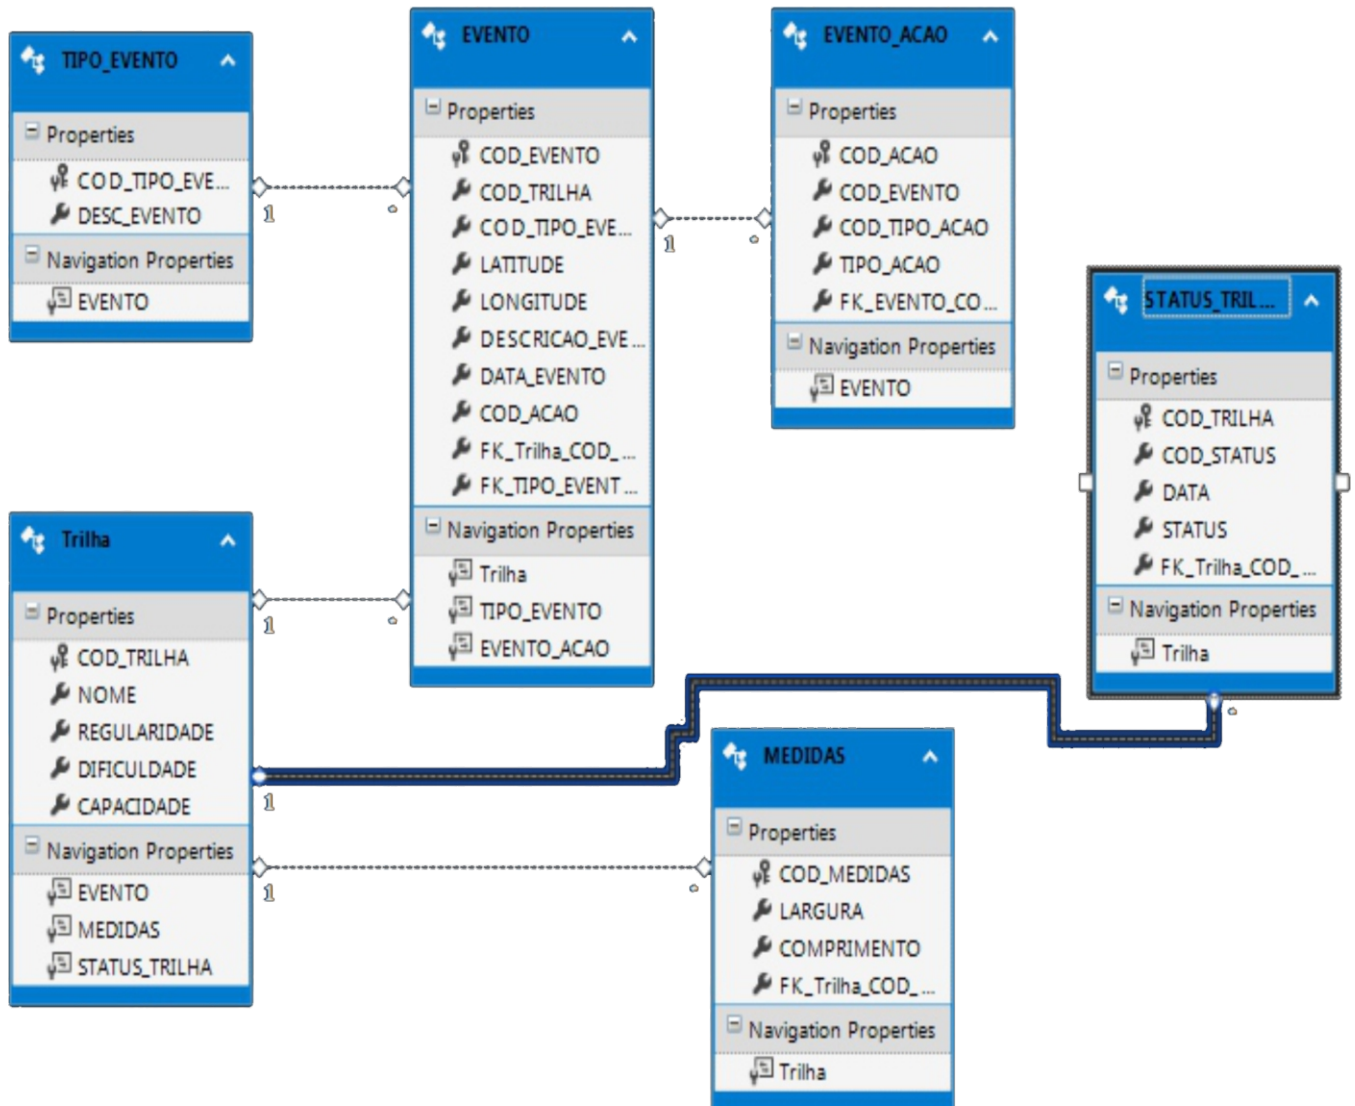 TIPO_EVENTO
Properties
COD_TIPO_EVE...
DESC_EVENTO
Navigation Properties
EVENTO
1
*
EVENTO
Properties
COD_EVENTO
COD_TRILHA
COD_TIPO_EVE...
LATITUDE
LONGITUDE
DESCRICAO_EVE...
DATA_EVENTO
COD_ACAO
FK_Trilha_COD_...
FK_TIPO_EVENT...
Navigation Properties
Trilha
TIPO_EVENTO
EVENTO_ACAO
1
*
EVENTO_ACAO
Properties
COD_ACAO
COD_EVENTO
COD_TIPO_ACAO
TIPO_ACAO
FK_EVENTO_CO...
Navigation Properties
EVENTO
STATUS_TRIL...
Properties
COD_TRILHA
COD_STATUS
DATA
STATUS
FK_Trilha_COD_...
Navigation Properties
Trilha
*
Trilha
Properties
COD_TRILHA
NOME
REGULARIDADE
DIFICULDADE
CAPACIDADE
Navigation Properties
EVENTO
MEDIDAS
STATUS_TRILHA
1
*
1
1
*
MEDIDAS
Properties
COD_MEDIDAS
LARGURA
COMPRIMENTO
FK_Trilha_COD_...
Navigation Properties
Trilha